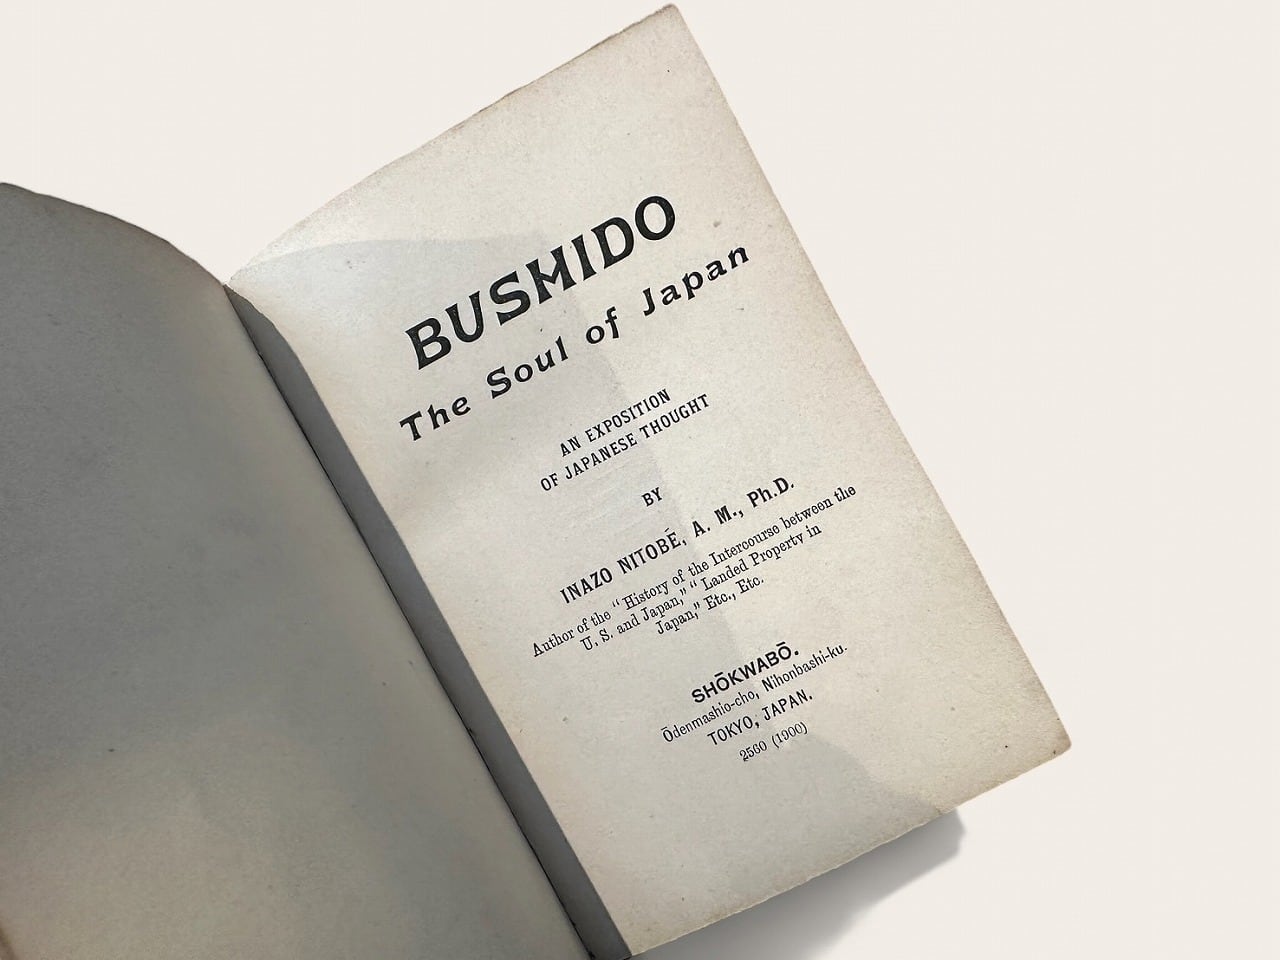 BUSHIDO
The Soul of Japan
AN EXPOSITION
OF JAPANESE THOUGHT
BY
INAZO NITOBÉ, A. M., Ph.D.
Author of the “ History of the Intercourse between the
U. S. and Japan,” “ Landed Property in
Japan,” Etc., Etc.
SHŌKWABŌ.
Ōdenmashio-cho, Nihonbashi-ku.
TOKYO, JAPAN.
2560 (1900)